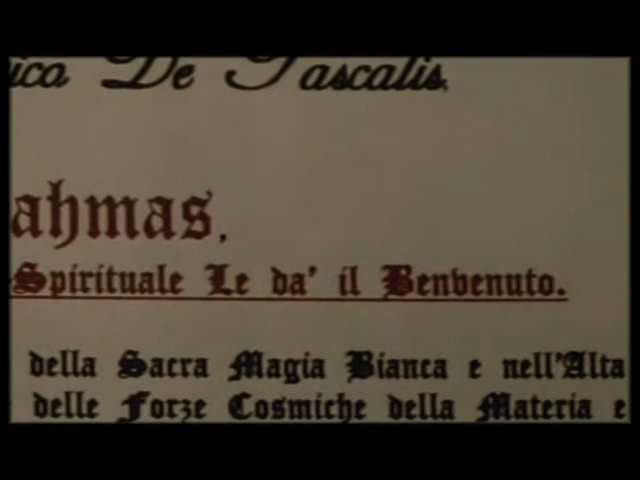 ico De Pascalis,
ahmas,
Spirituale Le da' il Benvenuto.
della Sacra Magia Bianca e nell'Alta
delle Forze Cosmiche della Materia e